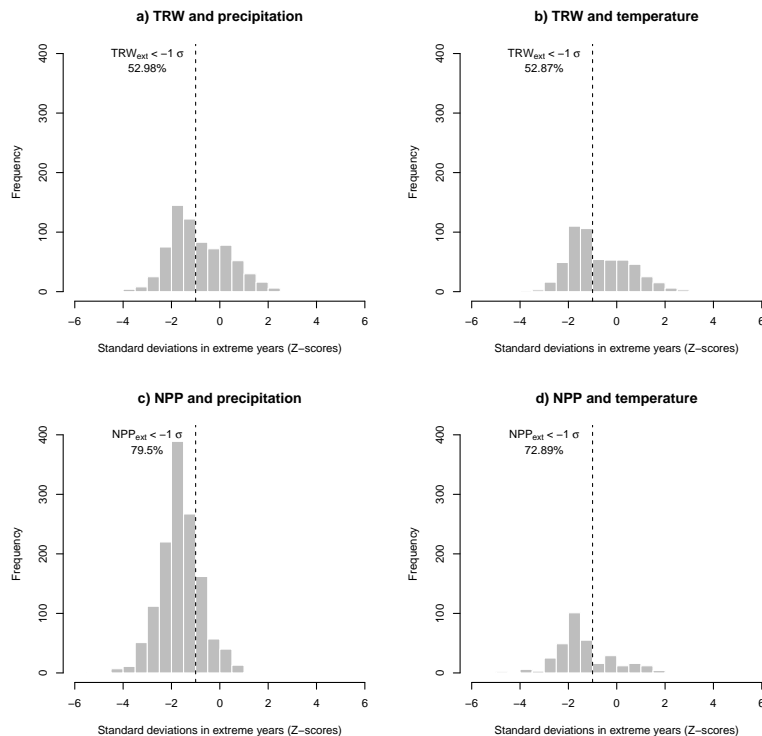 a) TRW and precipitation
TRWext < −1 σ
52.98%
400
300
200
100
0
Frequency
−6 −4 −2 0 2 4 6
Standard deviations in extreme years (Z−scores)
b) TRW and temperature
TRWext < −1 σ
52.87%
400
300
200
100
0
Frequency
−6 −4 −2 0 2 4 6
Standard deviations in extreme years (Z−scores)
c) NPP and precipitation
NPPext < −1 σ
79.5%
400
300
200
100
0
Frequency
−6 −4 −2 0 2 4 6
Standard deviations in extreme years (Z−scores)
d) NPP and temperature
NPPext < −1 σ
72.89%
400
300
200
100
0
Frequency
−6 −4 −2 0 2 4 6
Standard deviations in extreme years (Z−scores)